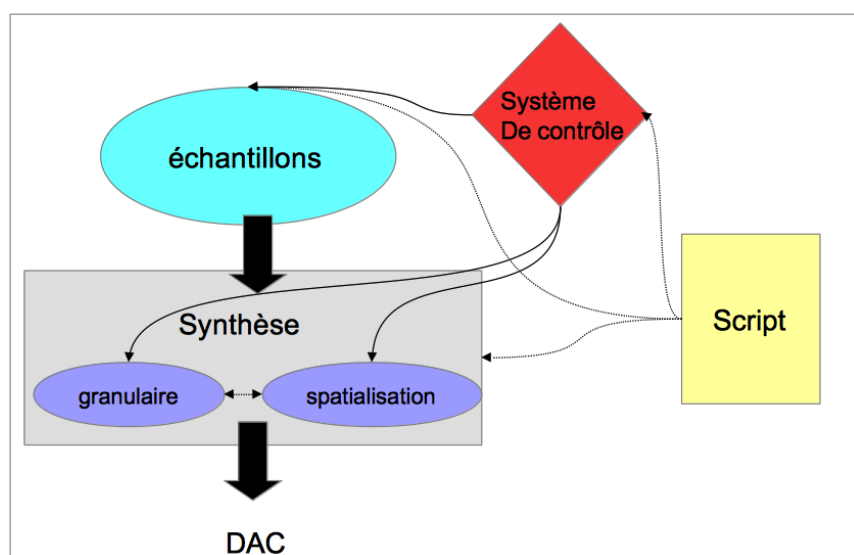 Système
De contrôle
échantillons
Script
Synthèse
granulaire
spatialisation
DAC